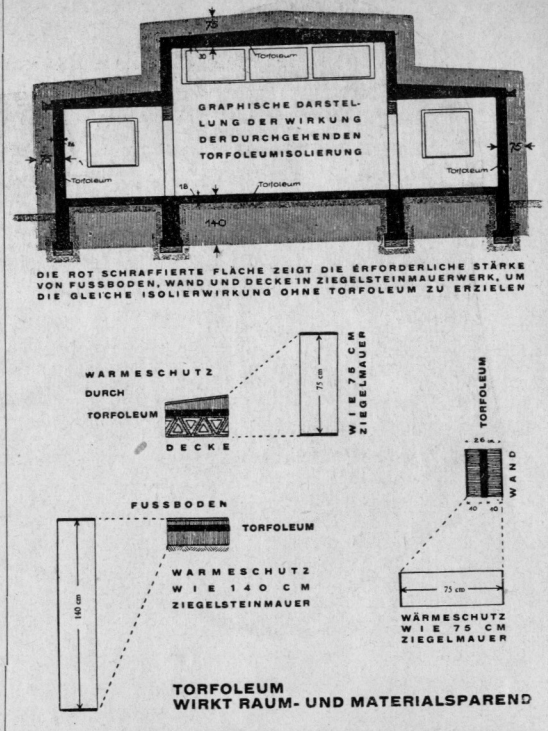 75
30
Torfoleum
GRAPHISCHE DARSTEL-
LUNG DER WIRKUNG
DER DURCHGEHENDEN
TORFOLEUMISOLIERUNG
75
Torfoleum
75
Torfoleum
18
Torfoleum
140
DIE ROT SCHRAFFIERTE FLÄCHE ZEIGT DIE ERFORDERLICHE STÄRKE
VON FUSSBODEN, WAND UND DECKE IN ZIEGELSTEINMAUERWERK, UM
DIE GLEICHE ISOLIERWIRKUNG OHNE TORFOLEUM ZU ERZIELEN
WÄRMESCHUTZ
DURCH
TORFOLEUM
DECKE
75 cm
WIE 75 CM
ZIEGELMAUER
TORFOLEUM
26
WAND
10 10
75 cm
WÄRMESCHUTZ
WIE 75 CM
ZIEGELMAUER
FUSSBODEN
TORFOLEUM
140 cm
WARMESCHUTZ
WIE 140 CM
ZIEGELSTEINMAUER
TORFOLEUM
WIRKT RAUM- UND MATERIALSPAREND